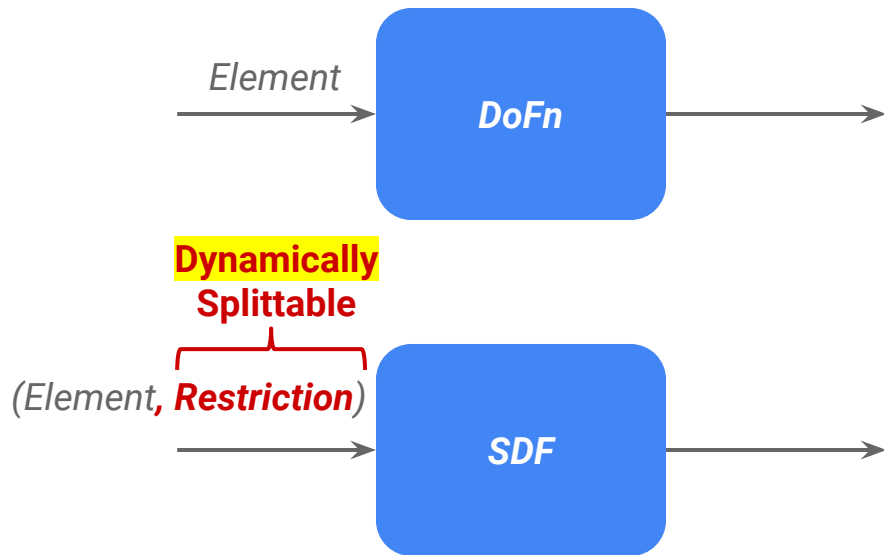 Element
DoFn
Dynamically
Splittable
(Element, Restriction)
SDF